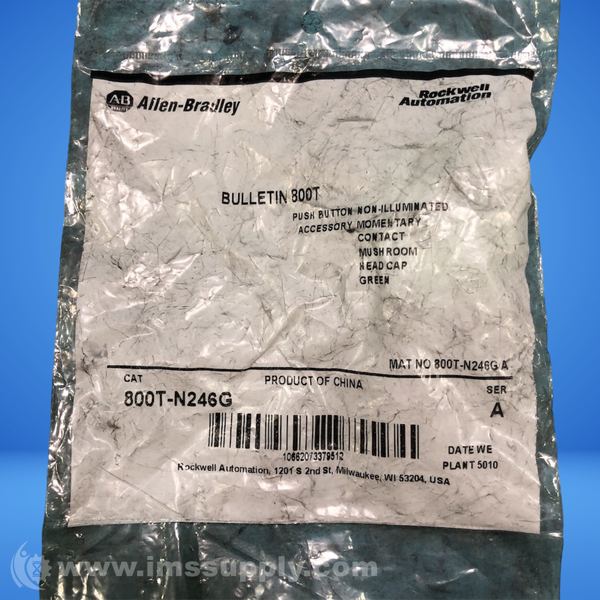 AB
QUALITY
Allen-Bradley
Rockwell
Automation
BULLETIN 800T
PUSH BUTTON NON-ILLUMINATED
ACCESSORY MOMENTARY
CONTACT
MUSHROOM
HEAD CAP
GREEN
MAT NO 800T-N246G A
CAT
PRODUCT OF CHINA
SER
800T-N246G
A
10662073379512
DATE WE
PLANT 5010
Rockwell Automation, 1201 S 2nd St, Milwaukee, WI 53204, USA
www.imssupply.com